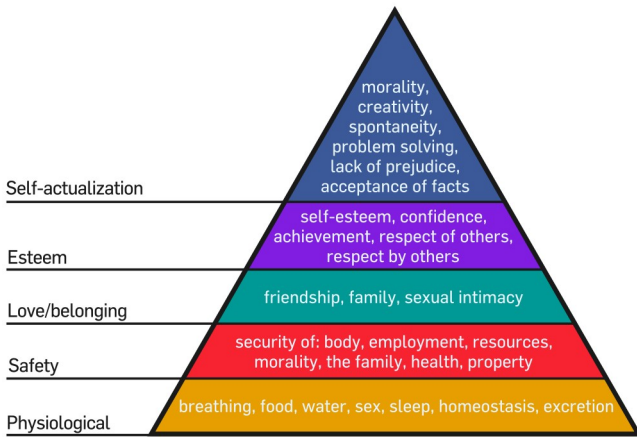 morality,
creativity,
spontaneity,
problem solving,
lack of prejudice,
acceptance of facts
Self-actualization
self-esteem, confidence,
achievement, respect of others,
respect by others
Esteem
friendship, family, sexual intimacy
Love/belonging
security of: body, employment, resources,
morality, the family, health, property
Safety
breathing, food, water, sex, sleep, homeostasis, excretion
Physiological